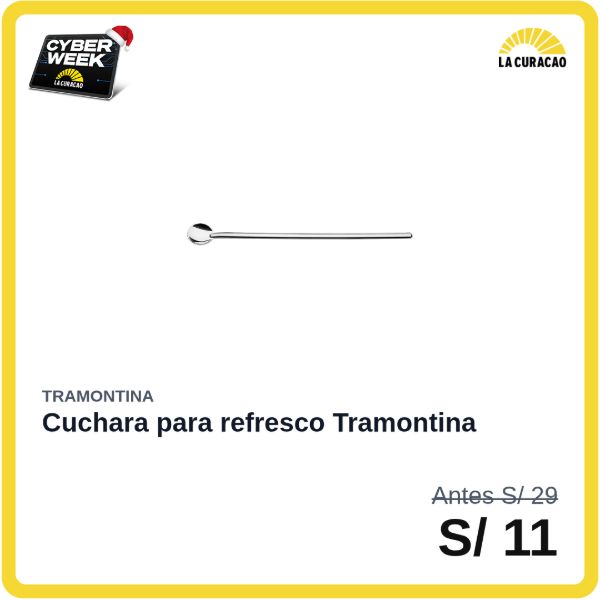 CYBER
WEEK
LA CURACAO
LA CURACAO
TRAMONTINA
Cuchara para refresco Tramontina
Antes S/ 29
S/ 11